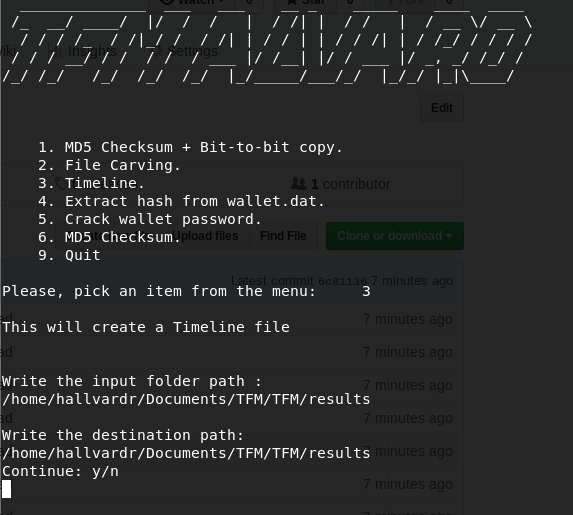 1. MD5 Checksum + Bit-to-bit copy.
2. File Carving.
3. Timeline.
4. Extract hash from wallet.dat.
5. Crack wallet password.
6. MD5 Checksum.
9. Quit
Please, pick an item from the menu: 3
This will create a Timeline file
Write the input folder path :
/home/hallvardr/Documents/TFM/TFM/results
Write the destination path:
/home/hallvardr/Documents/TFM/TFM/results
Continue: y/n
Watch
0
Star
0
Fork
0
Insights
Settings
Edit
1 contributor
Upload files
Find File
Clone or download
Latest commit 7 minutes ago
7 minutes ago
7 minutes ago
7 minutes ago
7 minutes ago
7 minutes ago
7 minutes ago